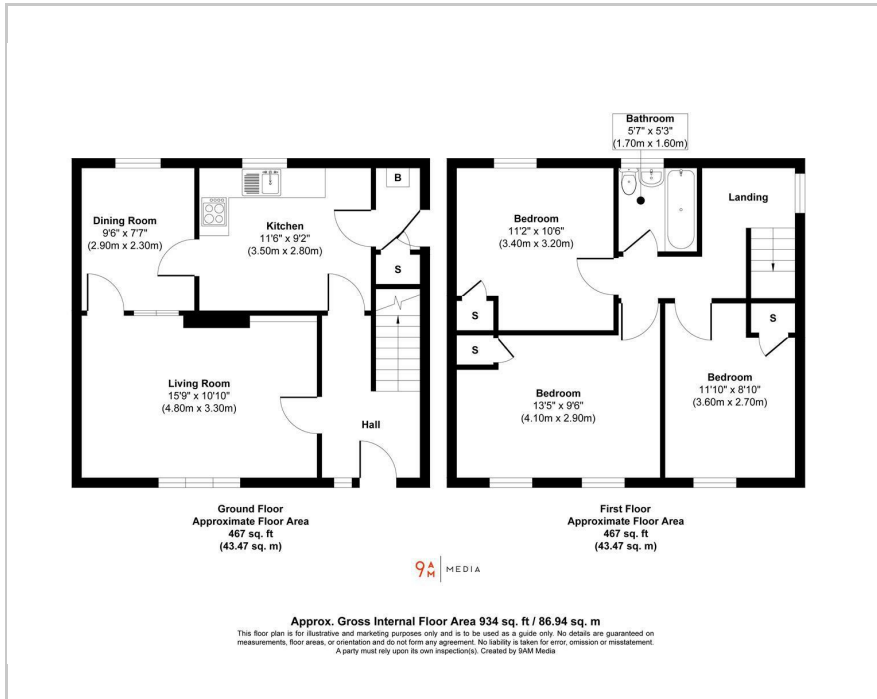 Bathroom
5'7" x 5'3"
(1.70m x 1.60m)
B
Dining Room
9'6" x 7'7"
(2.90m x 2.30m)
Kitchen
11'6" x 9'2"
(3.50m x 2.80m)
S
Living Room
15'9" x 10'10"
(4.80m x 3.30m)
Hall
Ground Floor
Approximate Floor Area
467 sq. ft
(43.47 sq. m)
Bedroom
11'2" x 10'6"
(3.40m x 3.20m)
Landing
S
S
S
Bedroom
13'5" x 9'6"
(4.10m x 2.90m)
Bedroom
11'10" x 8'10"
(3.60m x 2.70m)
First Floor
Approximate Floor Area
467 sq. ft
(43.47 sq. m)
9AM MEDIA
Approx. Gross Internal Floor Area 934 sq. ft / 86.94 sq. m
This floor plan is for illustrative and marketing purposes only and is to be used as a guide only. No details are guaranteed on
measurements, floor areas, or orientation and do not form any agreement. No liability is taken for error, omission or misstatement.
A party must rely upon its own inspection(s). Created by 9AM Media